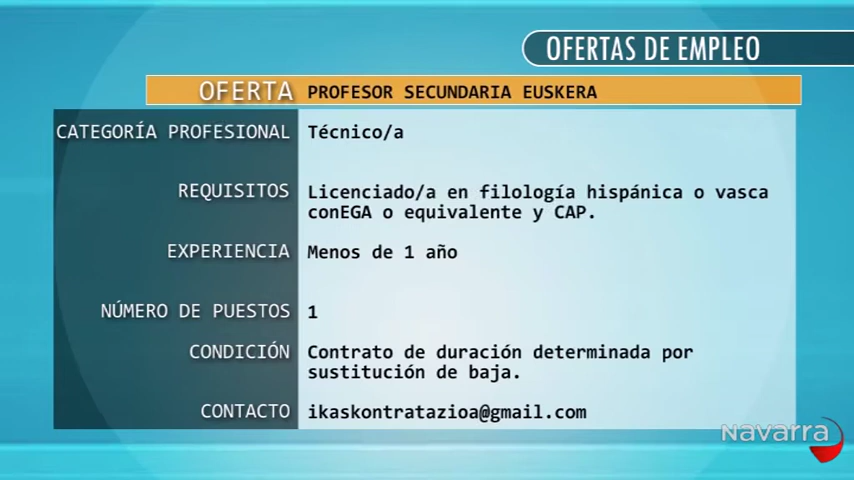 OFERTAS DE EMPLEO
OFERTA PROFESOR SECUNDARIA EUSKERA
CATEGORÍA PROFESIONAL Técnico/a
REQUISITOS Licenciado/a en filología hispánica o vasca
conEGA o equivalente y CAP.
EXPERIENCIA Menos de 1 año
NÚMERO DE PUESTOS 1
CONDICIÓN Contrato de duración determinada por
sustitución de baja.
CONTACTO ikaskontratazioa@gmail.com
Navarra